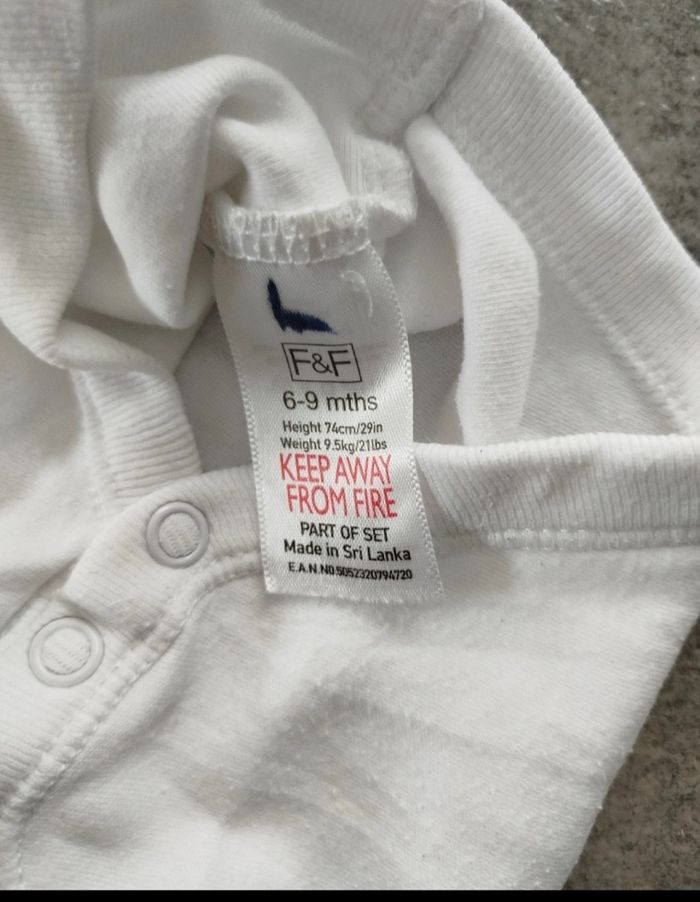 F&F
6-9 mths
Height 74cm/29in
Weight 9.5kg/21lbs
KEEP AWAY
FROM FIRE
PART OF SET
Made in Sri Lanka
E.A.N.NO.5052320794720